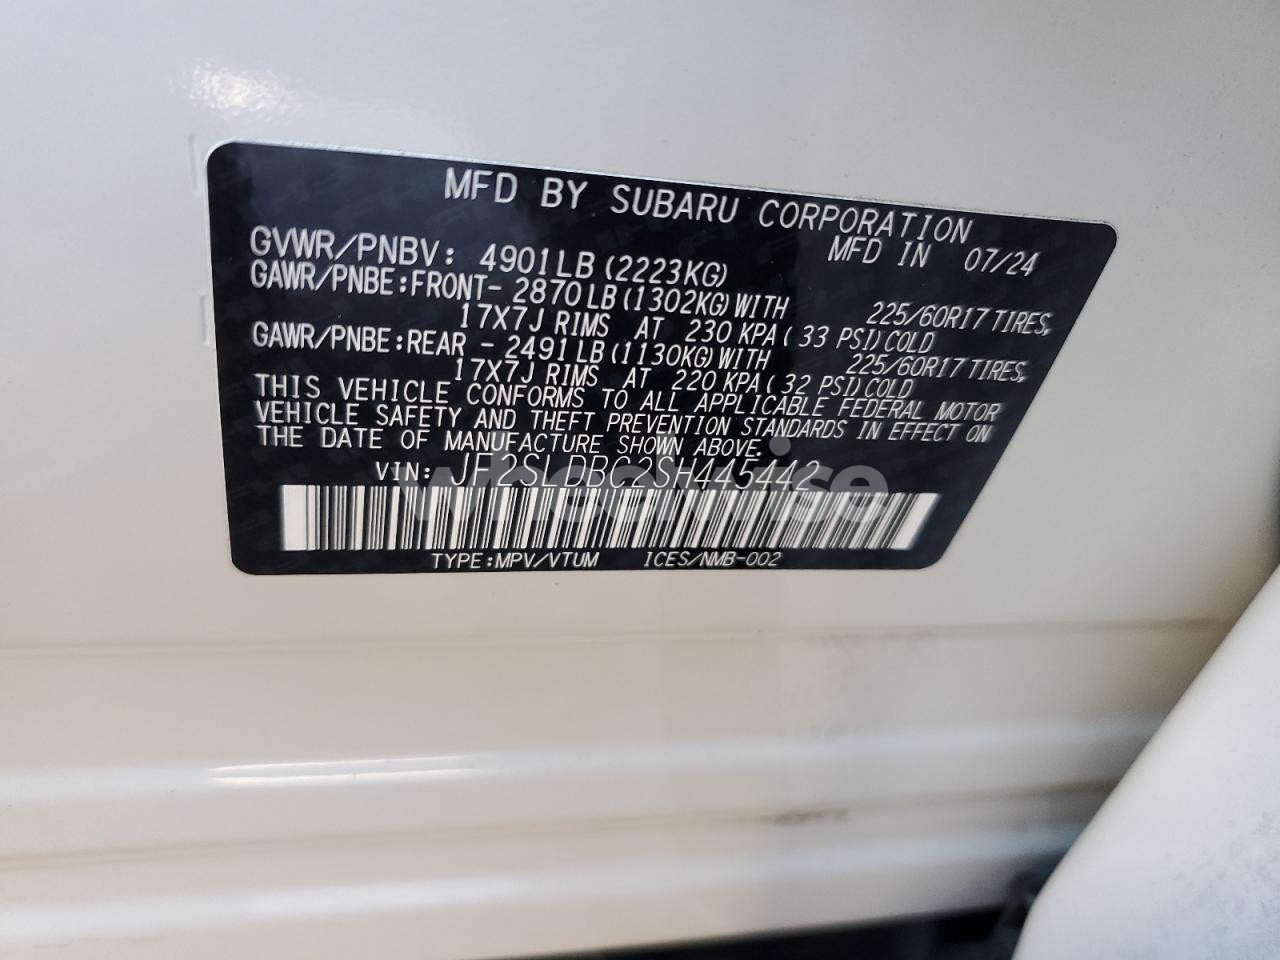 MFD BY SUBARU CORPORATION
MFD IN 07/24
GVWR/PNBV: 4901LB(2223KG)
GAWR/PNBE:FRONT- 2870LB(1302KG)WITH 225/60R17 TIRES,
17X7J RIMS AT 230 KPA( 33 PSI)COLD
GAWR/PNBE:REAR - 2491LB(1130KG)WITH 225/60R17 TIRES,
17X7J RIMS AT 220 KPA( 32 PSI)COLD
THIS VEHICLE CONFORMS TO ALL APPLICABLE FEDERAL MOTOR
VEHICLE SAFETY AND THEFT PREVENTION STANDARDS IN EFFECT ON
THE DATE OF MANUFACTURE SHOWN ABOVE.
VIN: JF2SLDBC2SH445442
wheelwise
TYPE:MPV/VTUM ICES/NMB-002